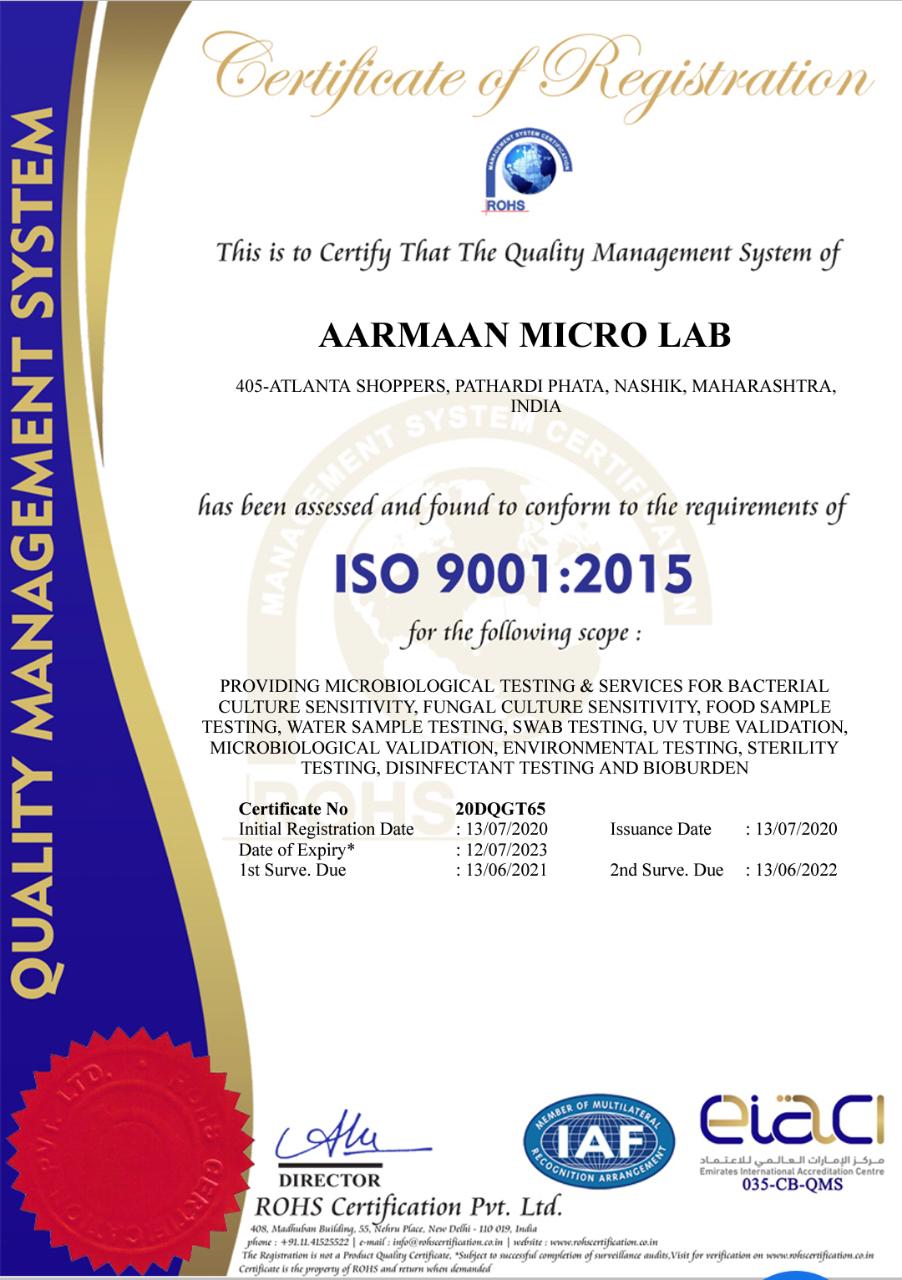 Certificate of Registration
MANAGEMENT SYSTEM CERTIFICATION
ROHS
This is to Certify That The Quality Management System of
AARMAAN MICRO LAB
405-ATLANTA SHOPPERS, PATHARDI PHATA, NASHIK, MAHARASHTRA,
INDIA
MANAGEMENT SYSTEM CERTIFICATION
has been assessed and found to conform to the requirements of
ISO 9001:2015
for the following scope :
PROVIDING MICROBIOLOGICAL TESTING & SERVICES FOR BACTERIAL
CULTURE SENSITIVITY, FUNGAL CULTURE SENSITIVITY, FOOD SAMPLE
TESTING, WATER SAMPLE TESTING, SWAB TESTING, UV TUBE VALIDATION,
MICROBIOLOGICAL VALIDATION, ENVIRONMENTAL TESTING, STERILITY
TESTING, DISINFECTANT TESTING AND BIOBURDEN
ROHS
Certificate No 20DQGT65
Initial Registration Date : 13/07/2020 Issuance Date : 13/07/2020
Date of Expiry* : 12/07/2023
1st Surve. Due : 13/06/2021 2nd Surve. Due : 13/06/2022
QUALITY MANAGEMENT SYSTEM
LTD.
DIRECTOR
ROHS Certification Pvt. Ltd.
408, Madhuban Building, 55, Nehru Place, New Delhi - 110 019, India
phone : +91.11.41525522 | e-mail : info@rohscertification.co.in | website : www.rohscertification.co.in
The Registration is not a Product Quality Certificate, *Subject to successful completion of surveillance audits,Visit for verification on www.rohscertification.co.in
Certificate is the property of ROHS and return when demanded
MEMBER OF MULTILATERAL
IAF
RECOGNITION ARRANGEMENT
eiaci
مركز الإمارات العالمي للاعتماد
Emirates International Accreditation Centre
035-CB-QMS